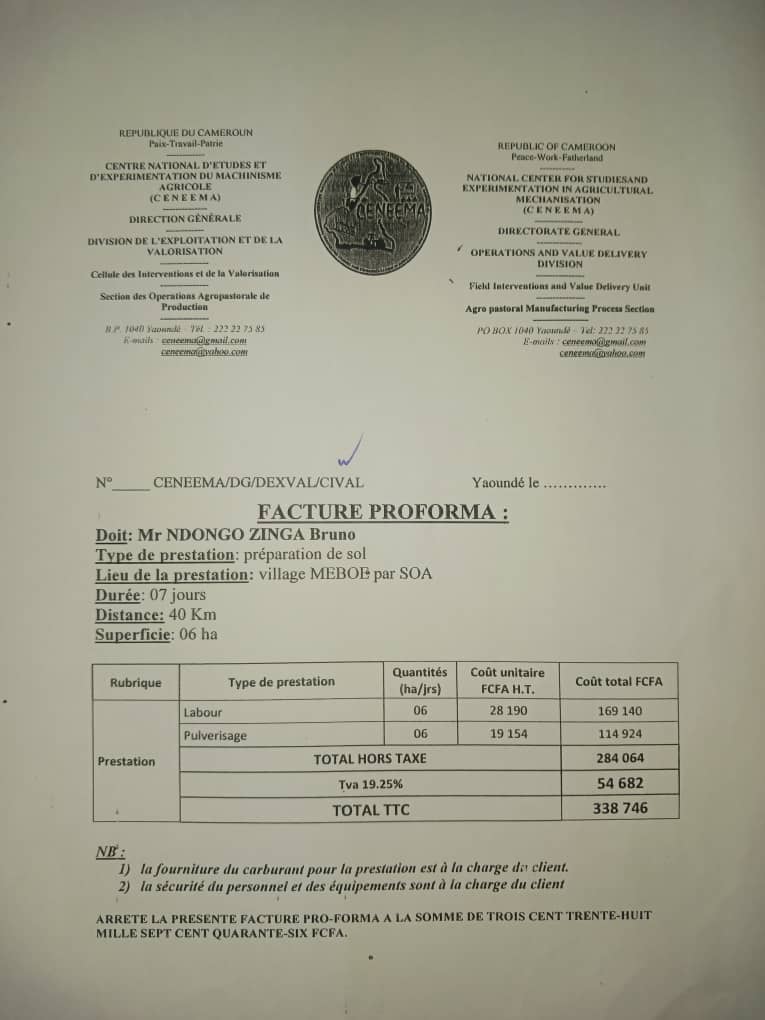 REPUBLIQUE DU CAMEROUN
Paix-Travail-Patrie
------------
CENTRE NATIONAL D'ETUDES ET
D'EXPERIMENTATION DU MACHINISME
AGRICOLE
(C E N E E M A)
------------
DIRECTION GÉNÉRALE
------------
DIVISION DE L'EXPLOITATION ET DE LA
VALORISATION
------------
Cellule des Interventions et de la Valorisation
------------
Section des Operations Agropastorale de
Production
------------
B.P. 1040 Yaoundé – Tél. : 222 22 75 85
E-mails : ceneema@gmail.com
ceneema@yahoo.com
CENEEMA
REPUBLIC OF CAMEROON
Peace-Work-Fatherland
------------
NATIONAL CENTER FOR STUDIESAND
EXPERIMENTATION IN AGRICULTURAL
MECHANISATION
(C E N E E M A)
------------
DIRECTORATE GENERAL
------------
OPERATIONS AND VALUE DELIVERY
DIVISION
------------
Field Interventions and Value Delivery Unit
------------
Agro pastoral Manufacturing Process Section
------------
PO BOX 1040 Yaoundé – Tel: 222 22 75 85
E-mails : ceneema@gmail.com
ceneema@yahoo.com
N°_____ CENEEMA/DG/DEXVAL/CIVAL Yaoundé le .............
FACTURE PROFORMA :
Doit: Mr NDONGO ZINGA Bruno
Type de prestation: préparation de sol
Lieu de la prestation: village MEBOE par SOA
Durée: 07 jours
Distance: 40 Km
Superficie: 06 ha
Rubrique Type de prestation Quantités (ha/jrs) Coût unitaire FCFA H.T. Coût total FCFA
Labour 06 28 190 169 140
Pulverisage 06 19 154 114 924
Prestation TOTAL HORS TAXE 284 064
Tva 19.25% 54 682
TOTAL TTC 338 746
NB :
1) la fourniture du carburant pour la prestation est à la charge du client.
2) la sécurité du personnel et des équipements sont à la charge du client
ARRETE LA PRESENTE FACTURE PRO-FORMA A LA SOMME DE TROIS CENT TRENTE-HUIT
MILLE SEPT CENT QUARANTE-SIX FCFA.